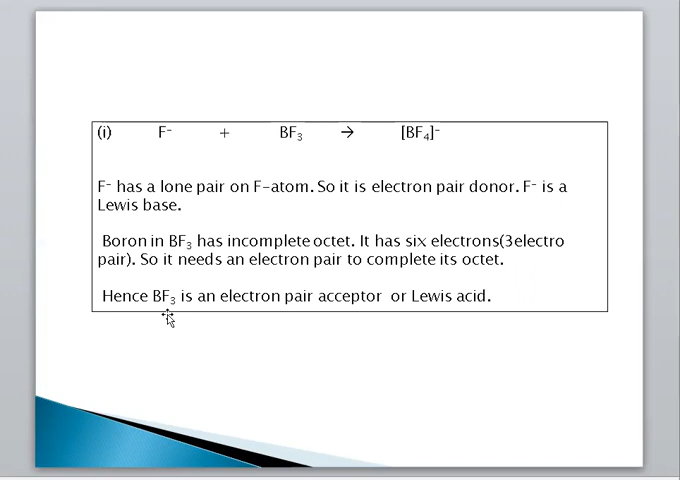 (i) F⁻ + BF₃ → [BF₄]⁻
F⁻ has a lone pair on F-atom. So it is electron pair donor. F⁻ is a
Lewis base.
Boron in BF₃ has incomplete octet. It has six electrons(3electro
pair). So it needs an electron pair to complete its octet.
Hence BF₃ is an electron pair acceptor or Lewis acid.